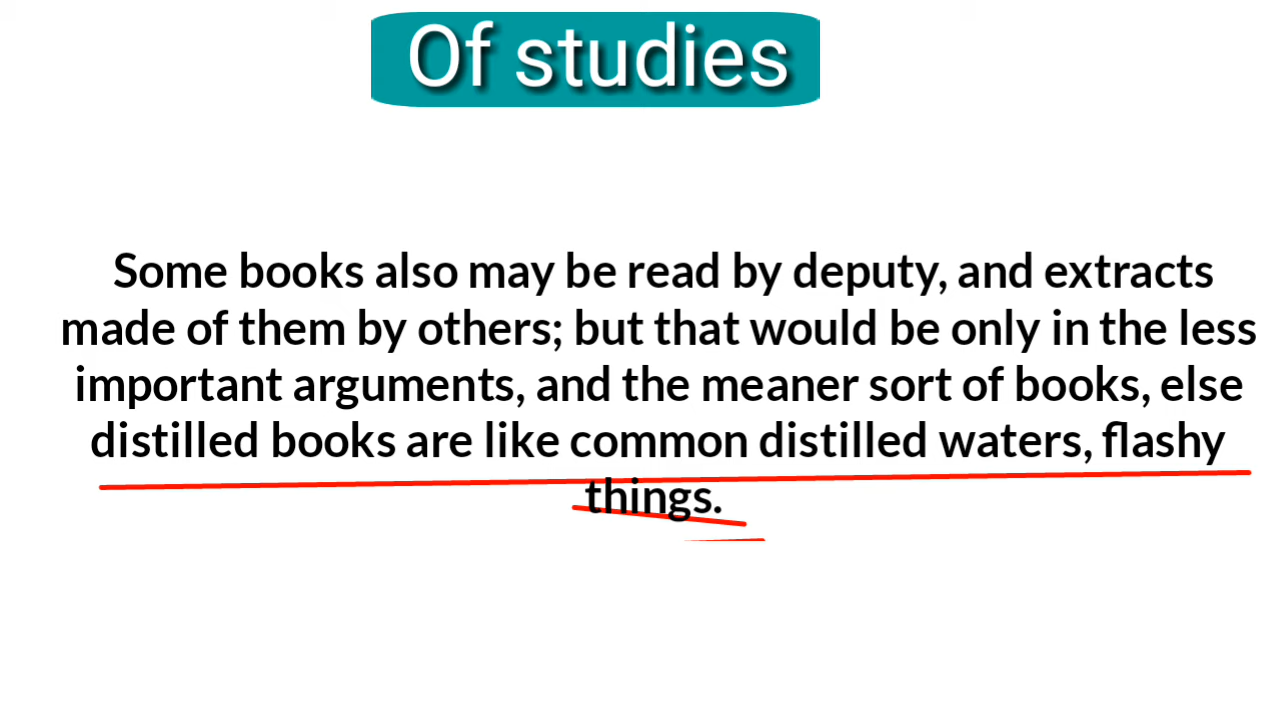 Of studies
Some books also may be read by deputy, and extracts
made of them by others; but that would be only in the less
important arguments, and the meaner sort of books, else
distilled books are like common distilled waters, flashy
things.